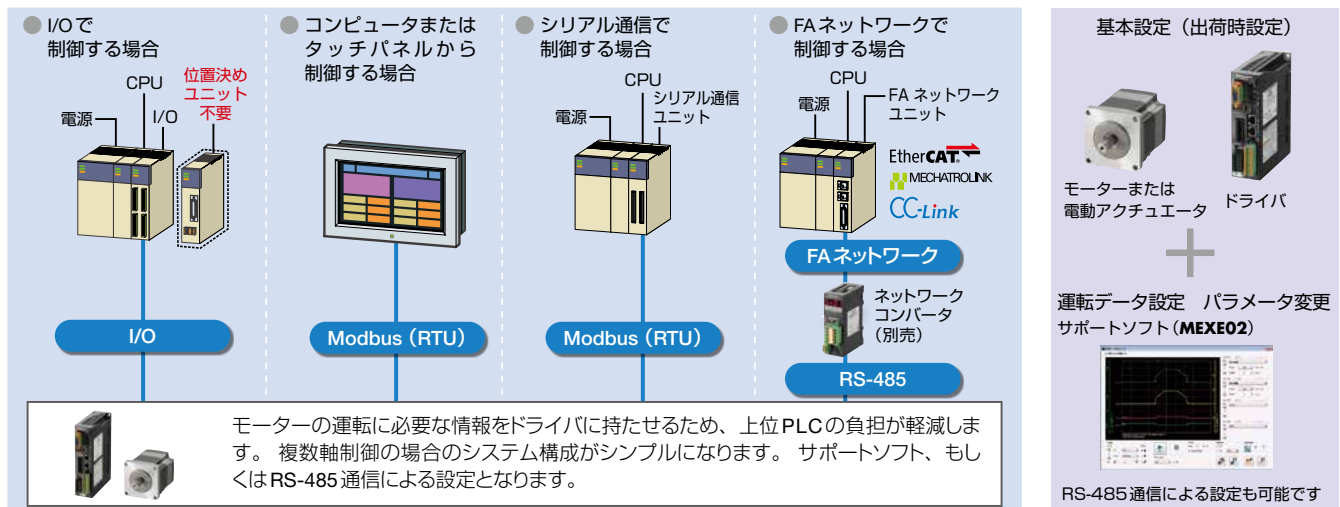 I/Oで
制御する場合
CPU
位置決め
ユニット
不要
電源
I/O
I/O
コンピュータまたは
タッチパネルから
制御する場合
Modbus（RTU）
シリアル通信で
制御する場合
CPU
シリアル通信
ユニット
電源
Modbus（RTU）
FAネットワークで
制御する場合
CPU
電源
FA ネットワーク
ユニット
EtherCAT®
MECHATROLINK
CC-Link
FAネットワーク
ネットワーク
コンバータ
（別売）
RS-485
モーターの運転に必要な情報をドライバに持たせるため、上位PLCの負担が軽減しま
す。 複数軸制御の場合のシステム構成がシンプルになります。 サポートソフト、もし
くはRS-485通信による設定となります。
基本設定（出荷時設定）
モーターまたは
電動アクチュエータ
ドライバ
＋
運転データ設定　パラメータ変更
サポートソフト（MEXE02）
RS-485通信による設定も可能です